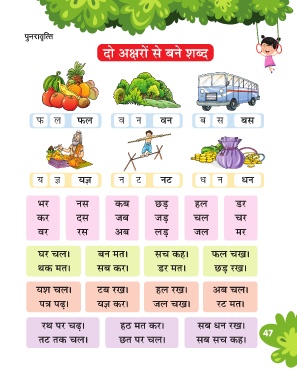 पुनरावृत्ति
दो अक्षरों से बने शब्द
फ ल फल व न वन ब स बस
य ज्ञ यज्ञ न ट नट ध न धन
भर नस कब छड़ हल डर
कर दस जब जड़ चल चर
वर रस अब लड़ जल मर
घर चल। बन मत। सच कह। फल चख।
थक मत। सब कर। डर मत। छड़ रख।
यश चल। टब रख। हल रख। अब चल।
पत्र पढ़। यज्ञ कर। जल चख। रट मत।
रथ पर चढ़। हठ मत कर। सब धन रख।
तट तक चल। छत पर चल। सब सच कह।
47